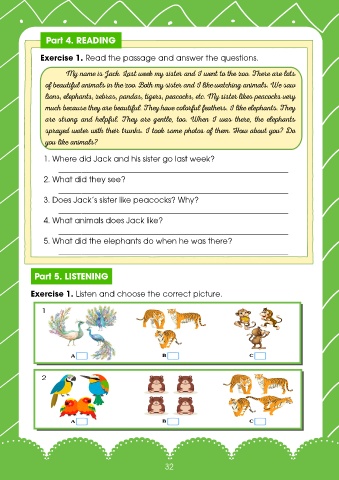 Part 4. READING
Exercise 1. Read the passage and answer the questions.
My name is Jack. Last week my sister and I went to the zoo. There are lots
of beautiful animals in the zoo. Both my sister and I like watching animals. We saw
lions, elephants, zebras, pandas, tigers, peacocks, etc. My sister likes peacocks very
much because they are beautiful. They have colorful feathers. I like elephants. They
are strong and helpful. They are gentle, too. When I was there, the elephants
sprayed water with their trunks. I took some photos of them. How about you? Do
you like animals?
1. Where did Jack and his sister go last week?
2. What did they see?
3. Does Jack's sister like peacocks? Why?
4. What animals does Jack like?
5. What did the elephants do when he was there?
Part 5. LISTENING
Exercise 1. Listen and choose the correct picture.
1
A B C
2
A B C
32